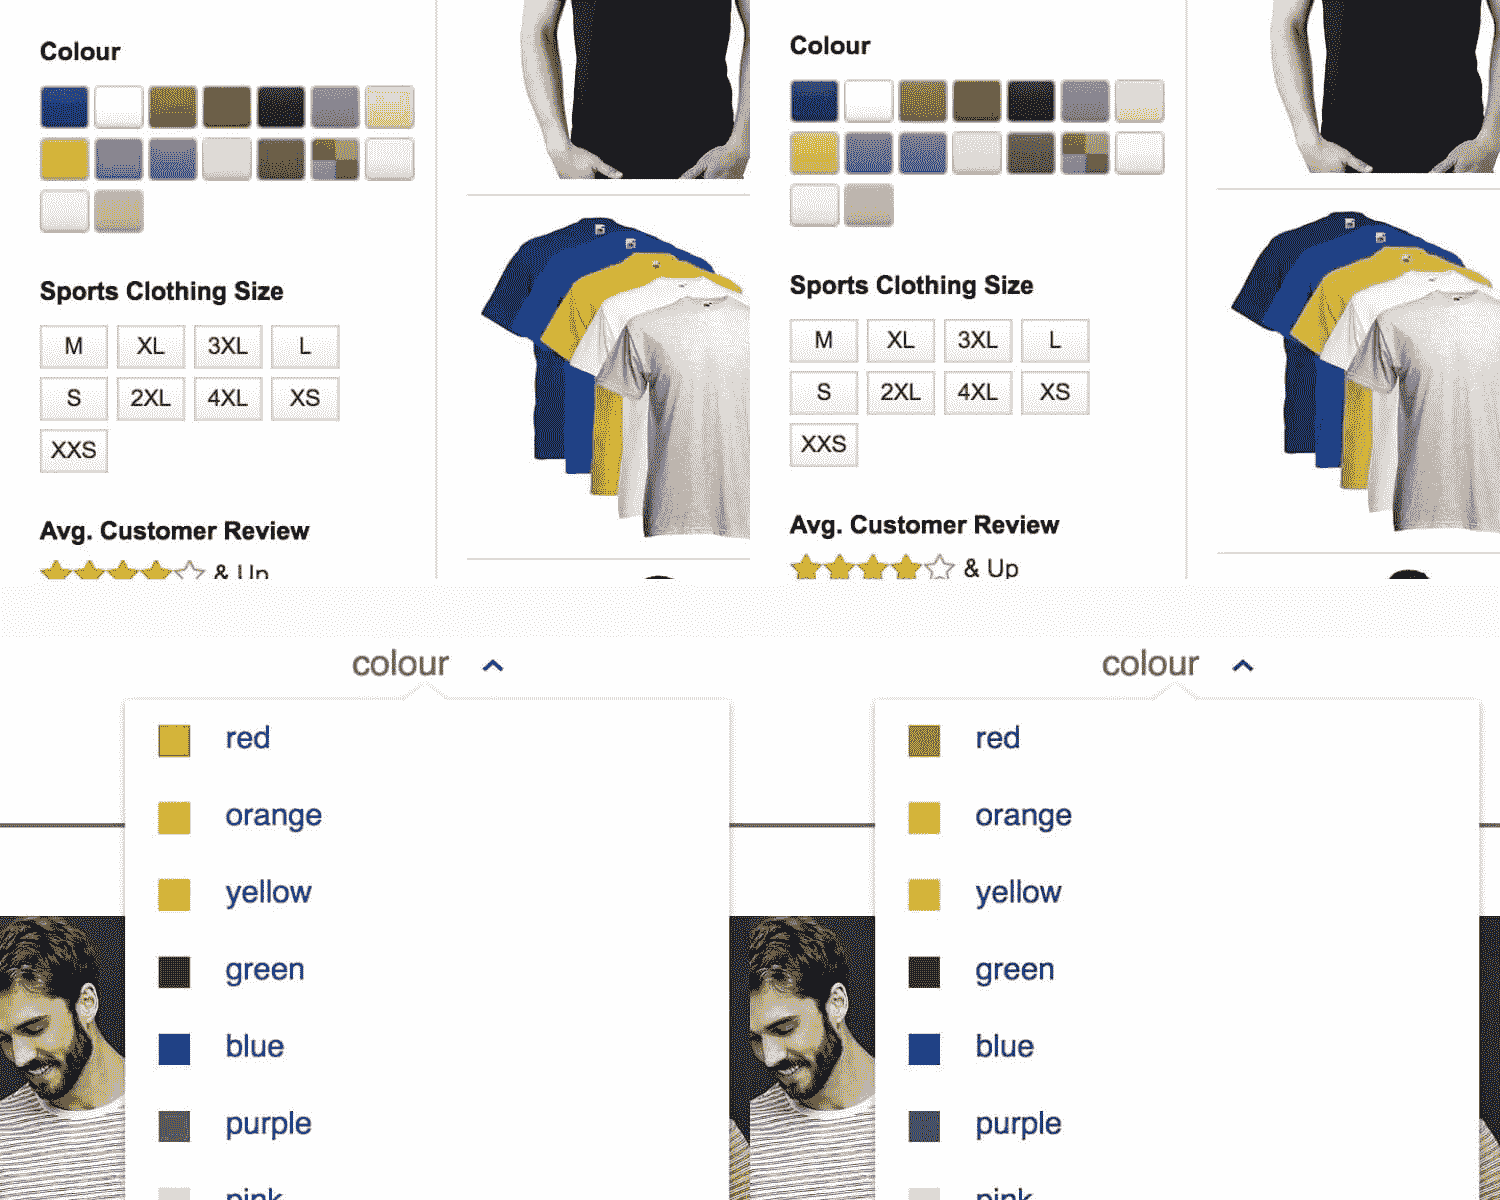 Colour
Sports Clothing Size
M XL 3XL L
S 2XL 4XL XS
XXS
Avg. Customer Review
& Up
Colour
Sports Clothing Size
M XL 3XL L
S 2XL 4XL XS
XXS
Avg. Customer Review
& Up
colour
red
orange
yellow
green
blue
purple
pink
colour
red
orange
yellow
green
blue
purple
pink